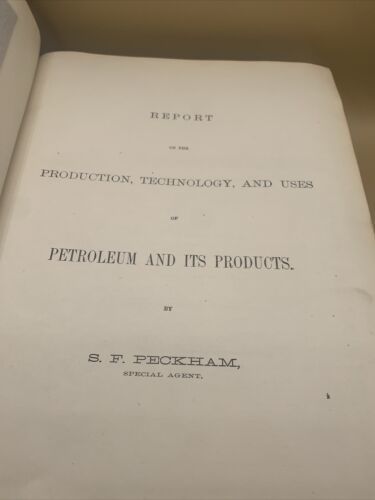 REPORT
ON THE
PRODUCTION, TECHNOLOGY, AND USES
OF
PETROLEUM AND ITS PRODUCTS.
BY
S. F. PECKHAM,
SPECIAL AGENT.